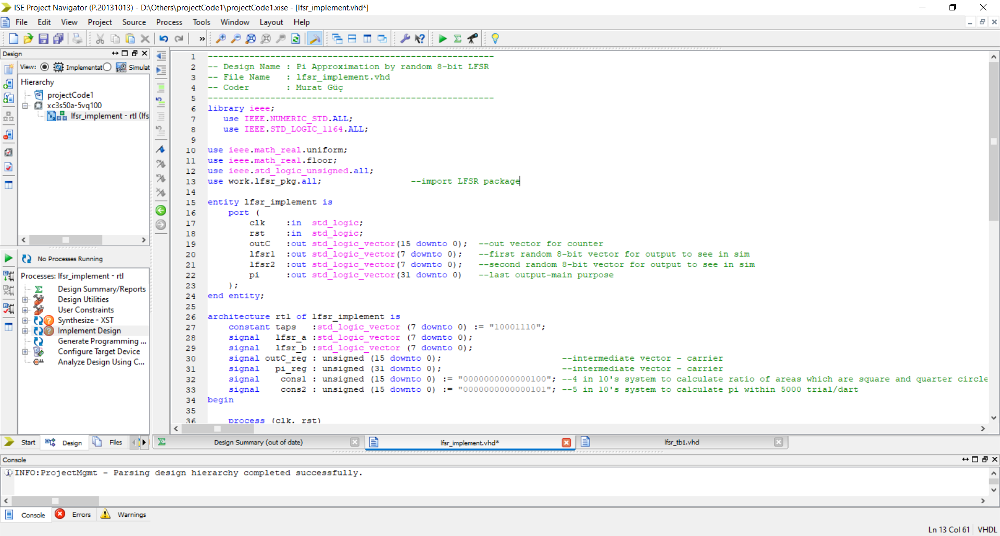 ISE Project Navigator (P.20131013) - D:\Others\projectCode1\projectCode1.xise - [lfsr_implement.vhd*]
File Edit View Project Source Process Tools Window Layout Help
»
Design
View: Implementat Simulat
Hierarchy
projectCode1
xc3s50a-5vq100
lfsr_implement - rtl (lfs
No Processes Running
Processes: lfsr_implement - rtl
Design Summary/Reports
Design Utilities
User Constraints
Synthesize - XST
Implement Design
Generate Programming ...
Configure Target Device
Analyze Design Using C...
Start Design Files
1 -------------------------------------------------------
2 -- Design Name : Pi Approximation by random 8-bit LFSR
3 -- File Name   : lfsr_implement.vhd
4 -- Coder       : Murat Güç
5 -------------------------------------------------------
6 library ieee;
7    use IEEE.NUMERIC_STD.ALL;
8    use IEEE.STD_LOGIC_1164.ALL;
9
10 use ieee.math_real.uniform;
11 use ieee.math_real.floor;
12 use ieee.std_logic_unsigned.all;
13 use work.lfsr_pkg.all;                 --import LFSR package
14
15 entity lfsr_implement is
16     port (
17         clk    :in  std_logic;
18         rst    :in  std_logic;
19         outC   :out std_logic_vector(15 downto 0);  --out vector for counter
20         lfsr1  :out std_logic_vector(7 downto 0);   --first random 8-bit vector for output to see in sim
21         lfsr2  :out std_logic_vector(7 downto 0);   --second random 8-bit vector for output to see in sim
22         pi     :out std_logic_vector(31 downto 0)   --last output-main purpose
23     );
24 end entity;
25
26 architecture rtl of lfsr_implement is
27     constant taps   :std_logic_vector (7 downto 0) := "10001110";
28     signal   lfsr_a :std_logic_vector (7 downto 0);
29     signal   lfsr_b :std_logic_vector (7 downto 0);
30     signal outC_reg : unsigned (15 downto 0);                       --intermediate vector - carrier
31     signal   pi_reg : unsigned (31 downto 0);                       --intermediate vector - carrier
32     signal    cons1 : unsigned (15 downto 0) := "0000000000000100"; --4 in 10's system to calculate ratio of areas which are square and quarter circle
33     signal    cons2 : unsigned (15 downto 0) := "0000000000000101"; --5 in 10's system to calculate pi within 5000 trial/dart
34 begin
35
36     process (clk, rst)
Design Summary (out of date) lfsr_implement.vhd* lfsr_tb1.vhd
Console
INFO:ProjectMgmt - Parsing design hierarchy completed successfully.
Console Errors Warnings
Ln 13 Col 61 VHDL